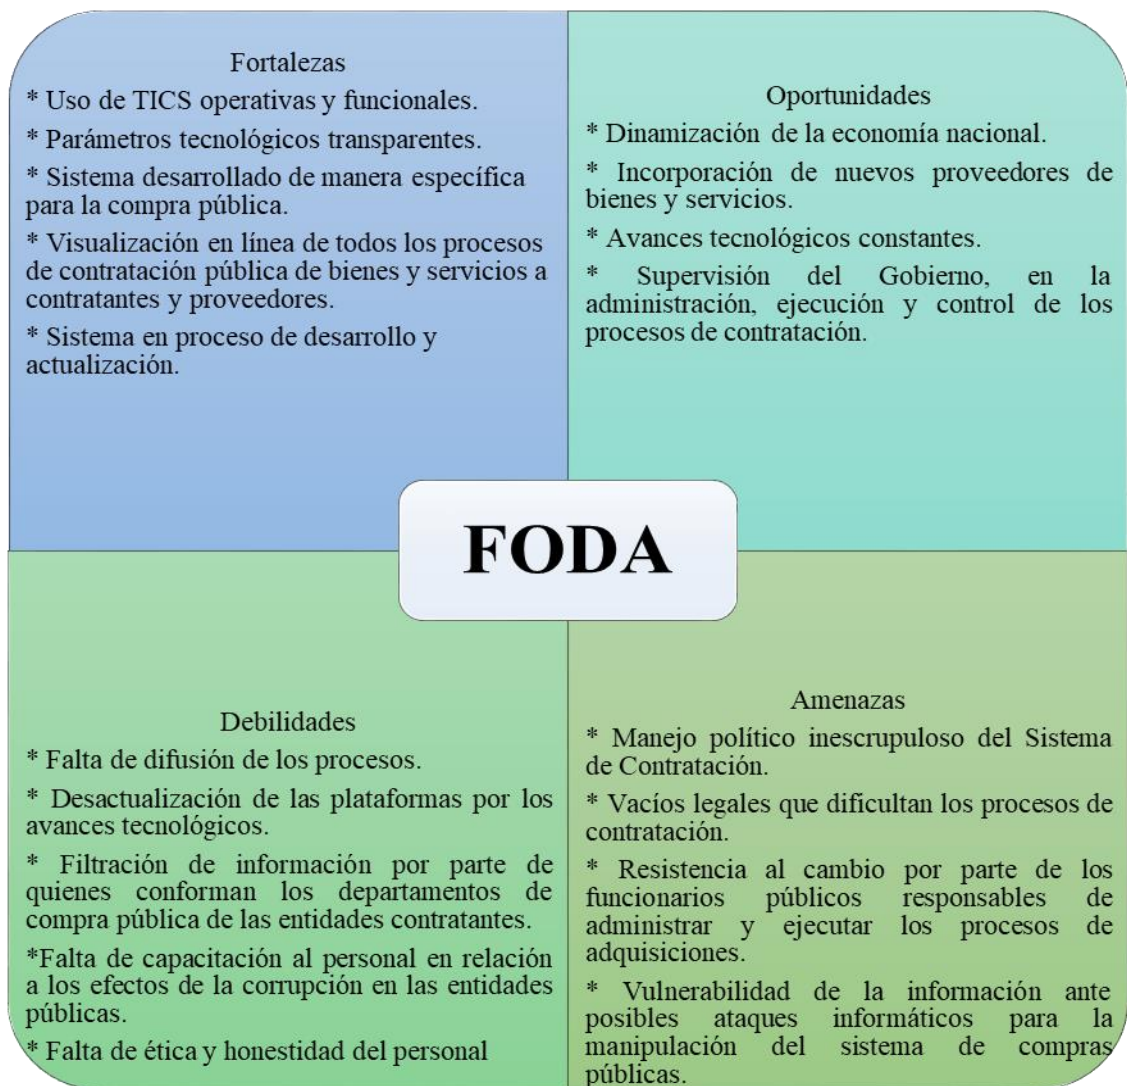 Fortalezas
* Uso de TICS operativas y funcionales.
* Parámetros tecnológicos transparentes.
* Sistema desarrollado de manera específica
para la compra pública.
* Visualización en línea de todos los procesos
de contratación pública de bienes y servicios a
contratantes y proveedores.
* Sistema en proceso de desarrollo y
actualización.
Oportunidades
* Dinamización de la economía nacional.
* Incorporación de nuevos proveedores de
bienes y servicios.
* Avances tecnológicos constantes.
* Supervisión del Gobierno, en la
administración, ejecución y control de los
procesos de contratación.
FODA
Debilidades
* Falta de difusión de los procesos.
* Desactualización de las plataformas por los
avances tecnológicos.
* Filtración de información por parte de
quienes conforman los departamentos de
compra pública de las entidades contratantes.
*Falta de capacitación al personal en relación
a los efectos de la corrupción en las entidades
públicas.
* Falta de ética y honestidad del personal
Amenazas
* Manejo político inescrupuloso del Sistema
de Contratación.
* Vacíos legales que dificultan los procesos de
contratación.
* Resistencia al cambio por parte de los
funcionarios públicos responsables de
administrar y ejecutar los procesos de
adquisiciones.
* Vulnerabilidad de la información ante
posibles ataques informáticos para la
manipulación del sistema de compras
públicas.